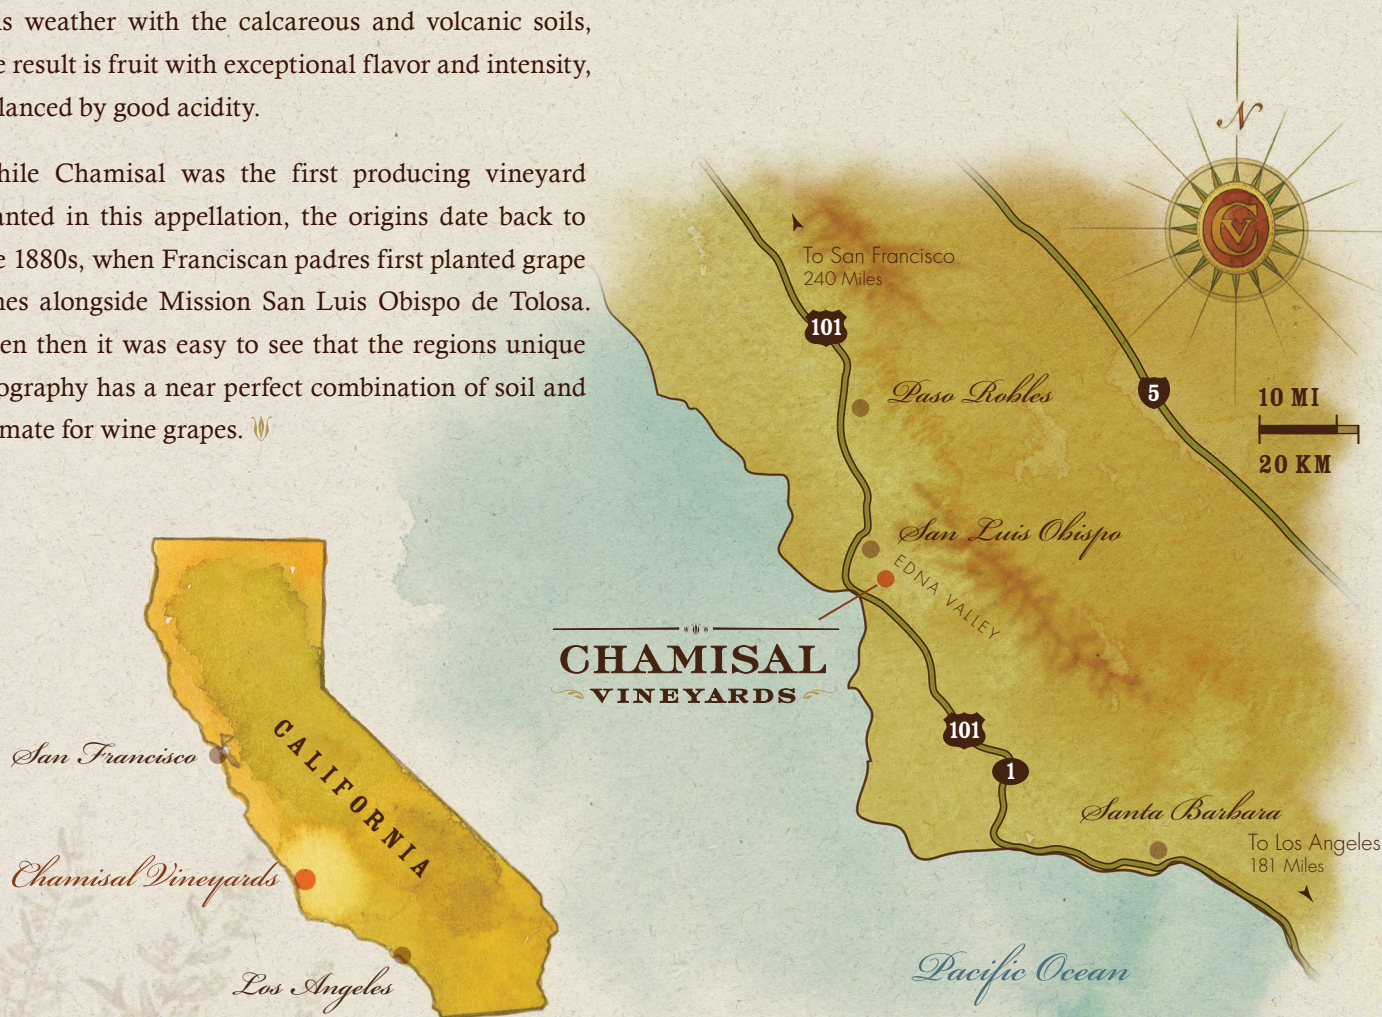 is weather with the calcareous and volcanic soils,
e result is fruit with exceptional flavor and intensity,
lanced by good acidity.
hile Chamisal was the first producing vineyard
anted in this appellation, the origins date back to
e 1880s, when Franciscan padres first planted grape
nes alongside Mission San Luis Obispo de Tolosa.
en then it was easy to see that the regions unique
ography has a near perfect combination of soil and
mate for wine grapes.
N
CV
To San Francisco
240 Miles
101
Paso Robles
5
10 MI
20 KM
San Luis Obispo
EDNA VALLEY
CHAMISAL
VINEYARDS
101
1
Santa Barbara
To Los Angeles
181 Miles
Pacific Ocean
CALIFORNIA
San Francisco
Chamisal Vineyards
Los Angeles